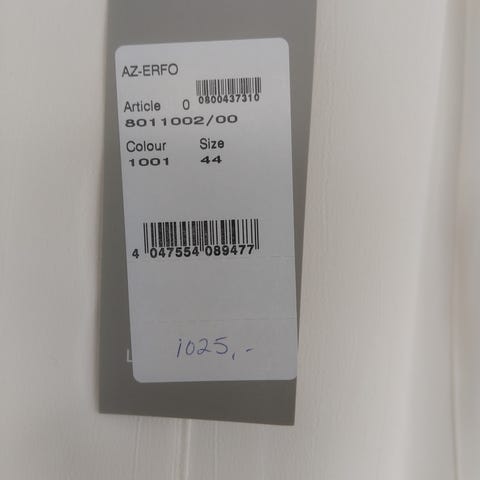 AZ-ERFO
0800437310
Article 0
8011002/00
Colour Size
1001 44
4 047554 089477
1025,-
L